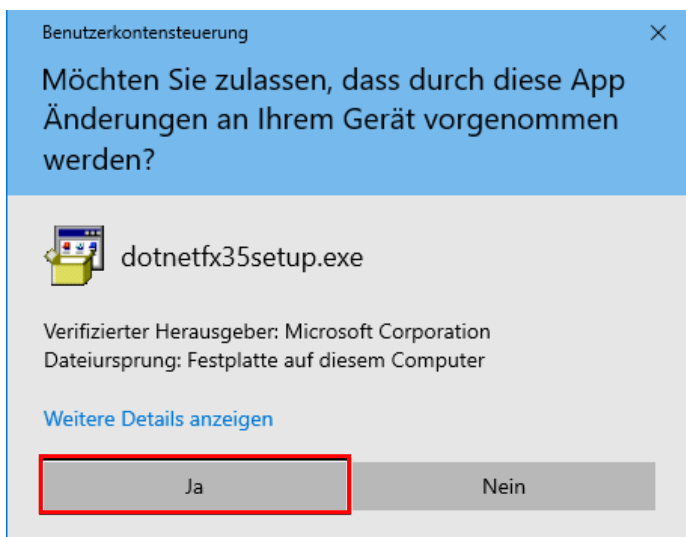 Benutzerkontensteuerung
Möchten Sie zulassen, dass durch diese App
Änderungen an Ihrem Gerät vorgenommen
werden?
dotnetfx35setup.exe
Verifizierter Herausgeber: Microsoft Corporation
Dateiursprung: Festplatte auf diesem Computer
Weitere Details anzeigen
Ja Nein